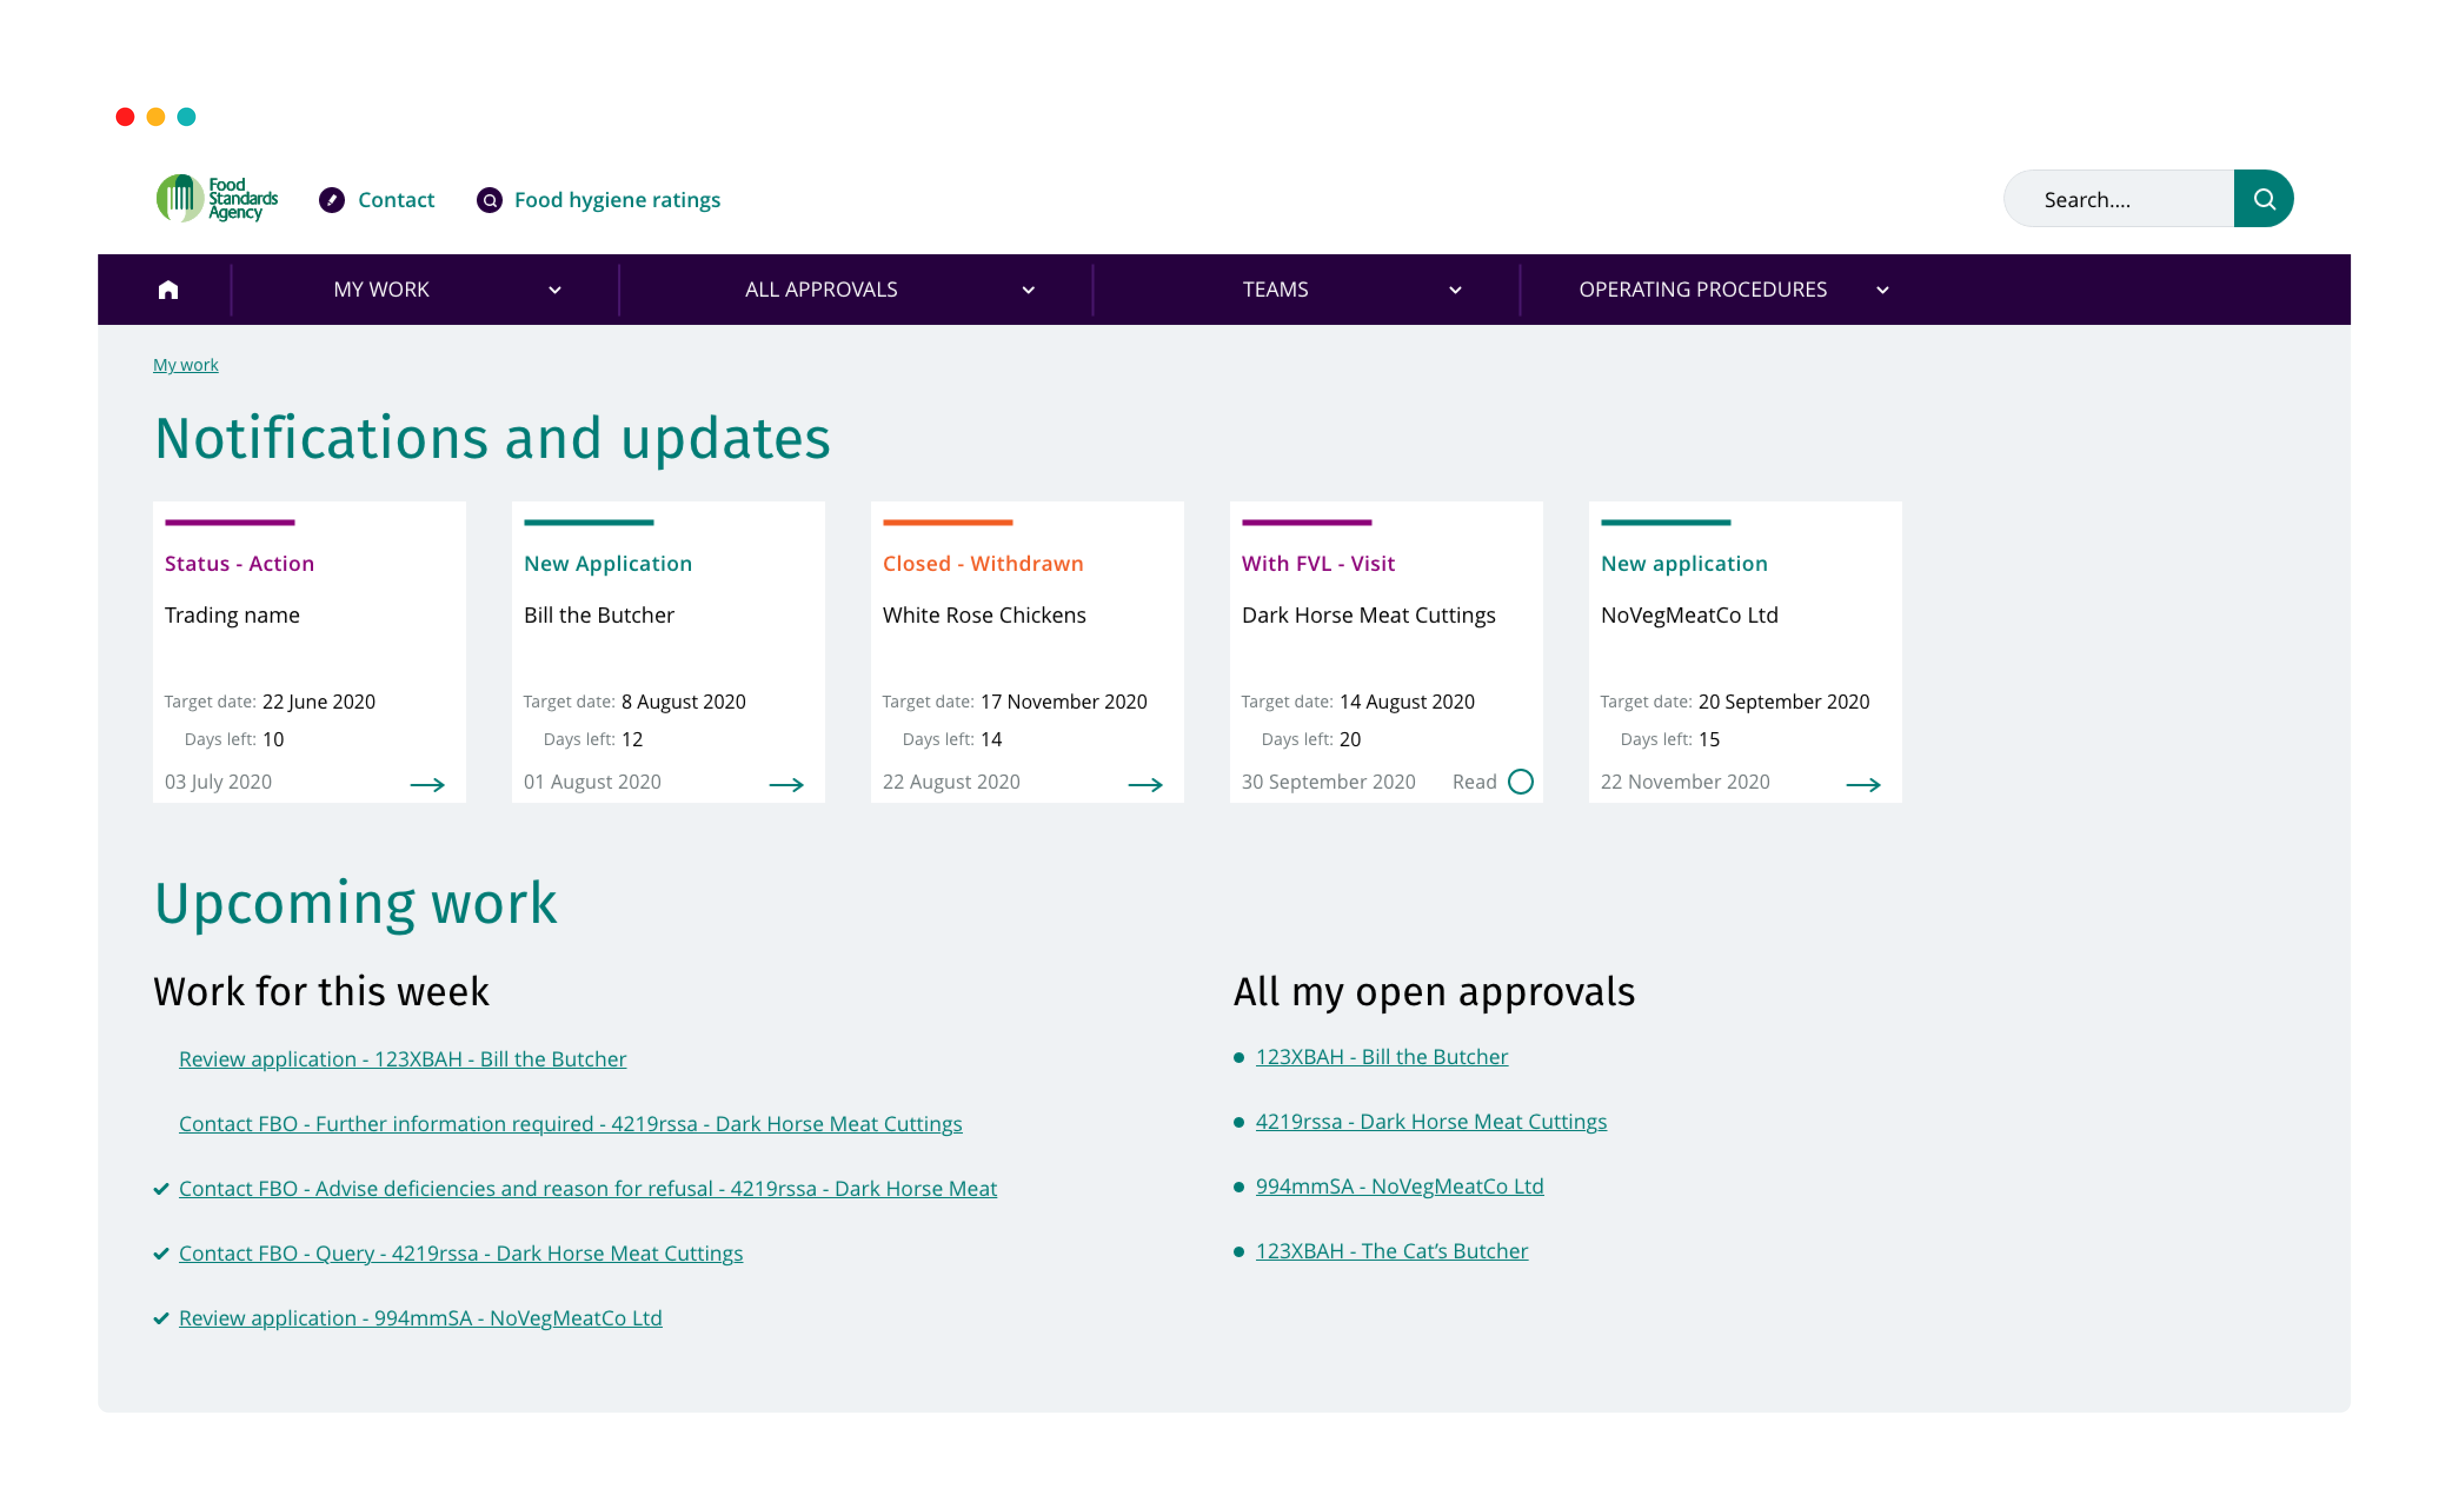 Food
Standards
Agency
Contact
Food hygiene ratings
Search....
MY WORK
ALL APPROVALS
TEAMS
OPERATING PROCEDURES
My work
Notifications and updates
Status - Action
Trading name
Target date: 22 June 2020
Days left: 10
03 July 2020
New Application
Bill the Butcher
Target date: 8 August 2020
Days left: 12
01 August 2020
Closed - Withdrawn
White Rose Chickens
Target date: 17 November 2020
Days left: 14
22 August 2020
With FVL - Visit
Dark Horse Meat Cuttings
Target date: 14 August 2020
Days left: 20
30 September 2020 Read
New application
NoVegMeatCo Ltd
Target date: 20 September 2020
Days left: 15
22 November 2020
Upcoming work
Work for this week
Review application - 123XBAH - Bill the Butcher
Contact FBO - Further information required - 4219rssa - Dark Horse Meat Cuttings
Contact FBO - Advise deficiencies and reason for refusal - 4219rssa - Dark Horse Meat
Contact FBO - Query - 4219rssa - Dark Horse Meat Cuttings
Review application - 994mmSA - NoVegMeatCo Ltd
All my open approvals
123XBAH - Bill the Butcher
4219rssa - Dark Horse Meat Cuttings
994mmSA - NoVegMeatCo Ltd
123XBAH - The Cat’s Butcher